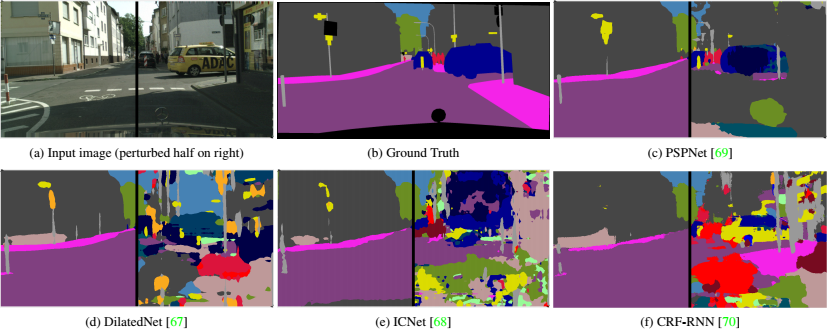 ADAC
(a) Input image (perturbed half on right)
(b) Ground Truth
(c) PSPNet [69]
(d) DilatedNet [67]
(e) ICNet [68]
(f) CRF-RNN [70]